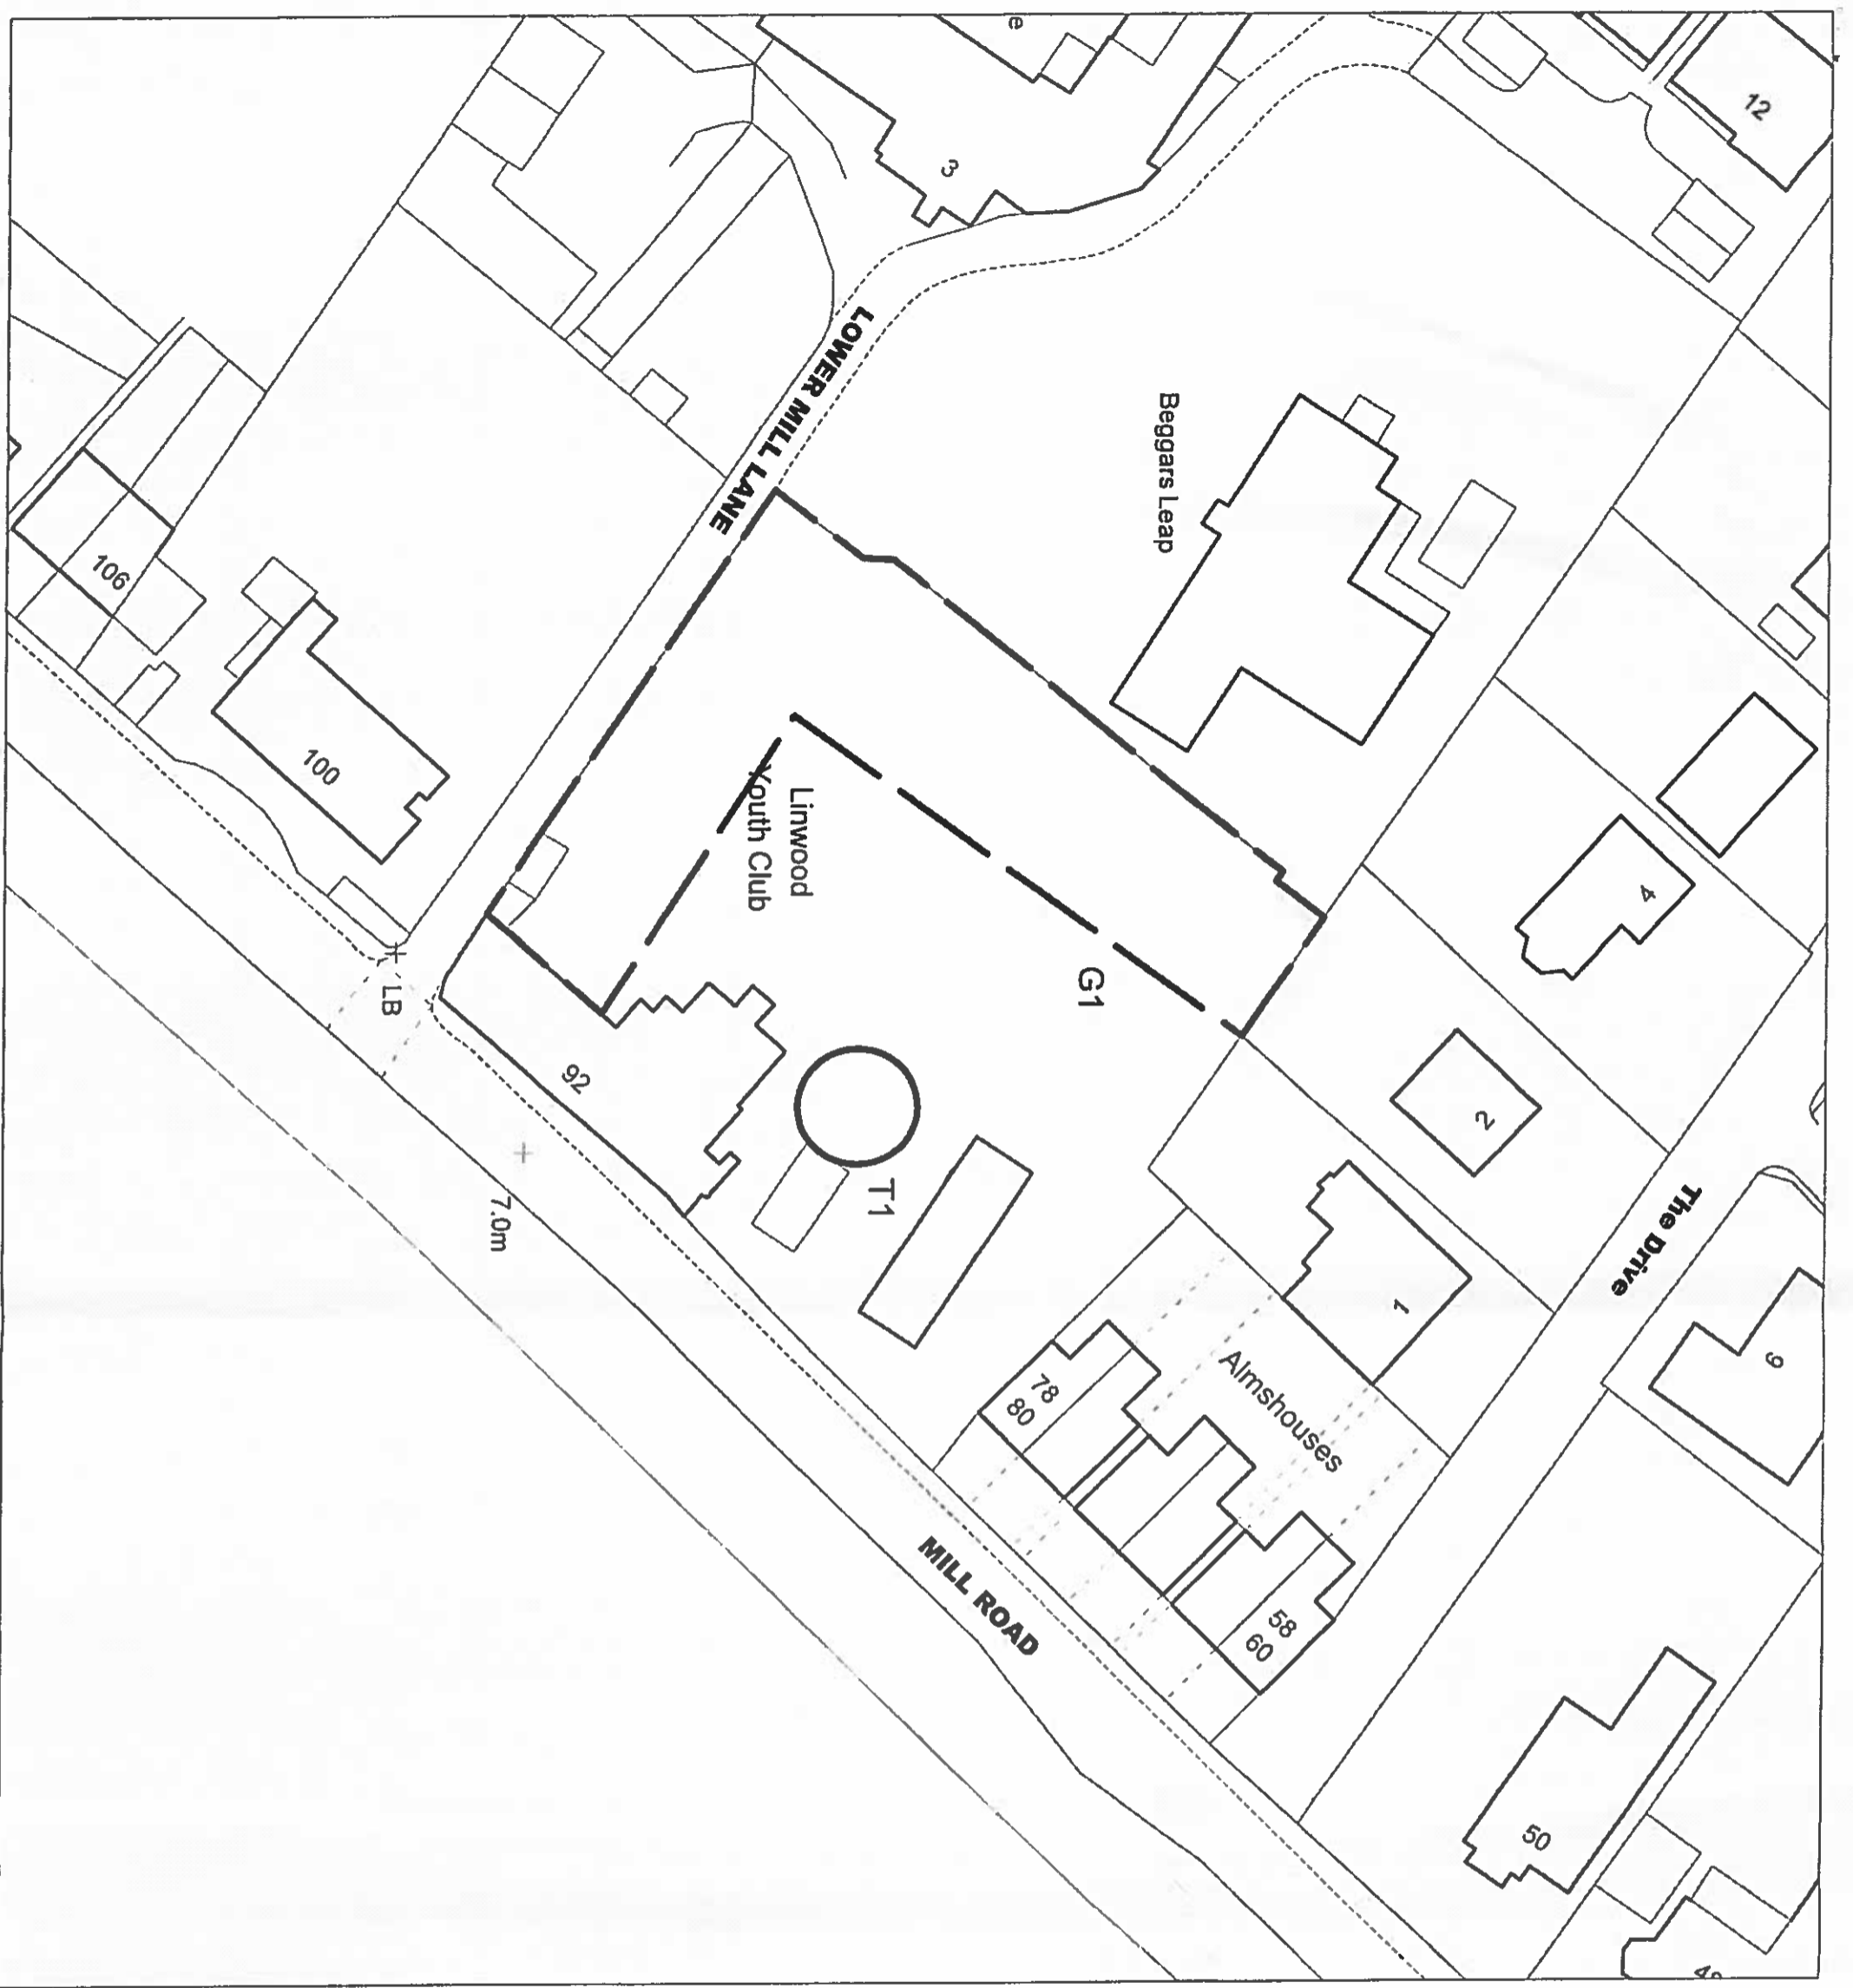 e
12
3
LOWER MILL LANE
Beggars Leap
106
100
Linwood
Youth Club
4
G1
LB
92
2
T1
7.0m
The Drive
1
6
Almshouses
78
80
MILL ROAD
58
60
50